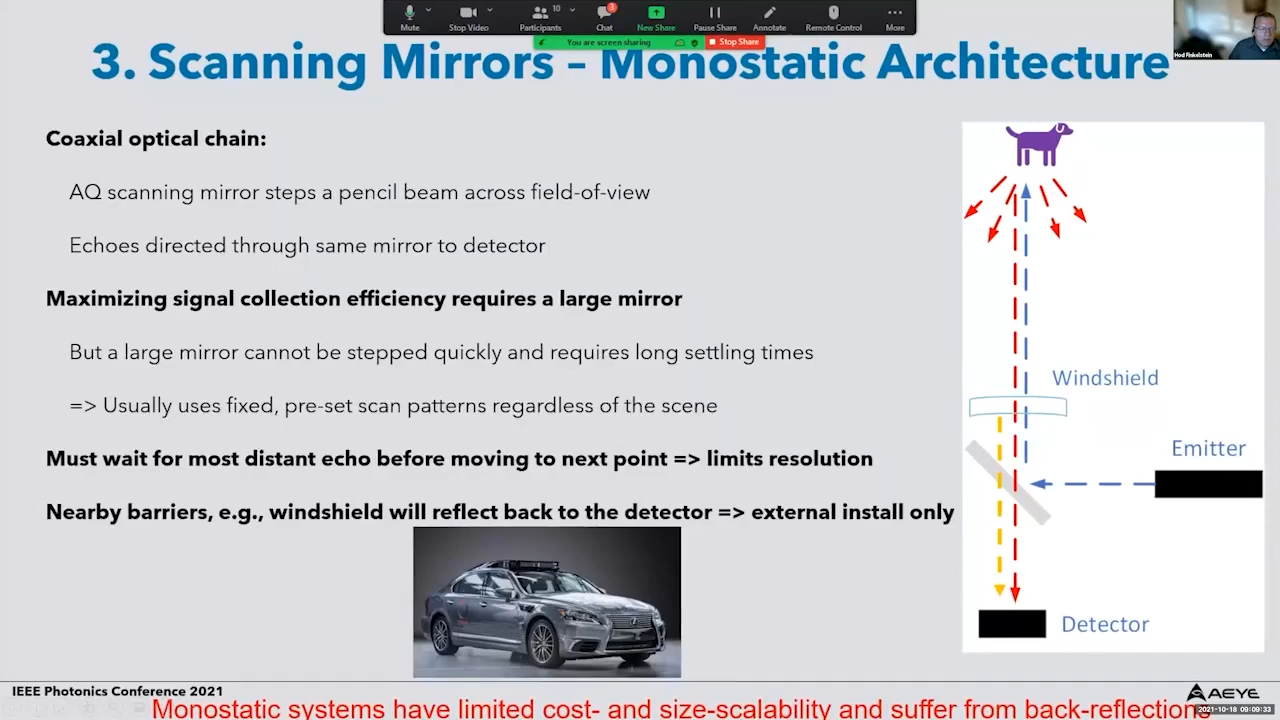 Mute
Stop Video
10
Participants
3
Chat
New Share
Pause Share
Annotate
Remote Control
More
You are screen sharing
Stop Share
Hod Finkelstein
3. Scanning Mirrors – Monostatic Architecture
Coaxial optical chain:
AQ scanning mirror steps a pencil beam across field-of-view
Echoes directed through same mirror to detector
Maximizing signal collection efficiency requires a large mirror
But a large mirror cannot be stepped quickly and requires long settling times
=> Usually uses fixed, pre-set scan patterns regardless of the scene
Must wait for most distant echo before moving to next point => limits resolution
Nearby barriers, e.g., windshield will reflect back to the detector => external install only
Windshield
Emitter
Detector
IEEE Photonics Conference 2021
AEYE
Monostatic systems have limited cost- and size-scalability and suffer from back-reflection
2021-10-18 09:09:33